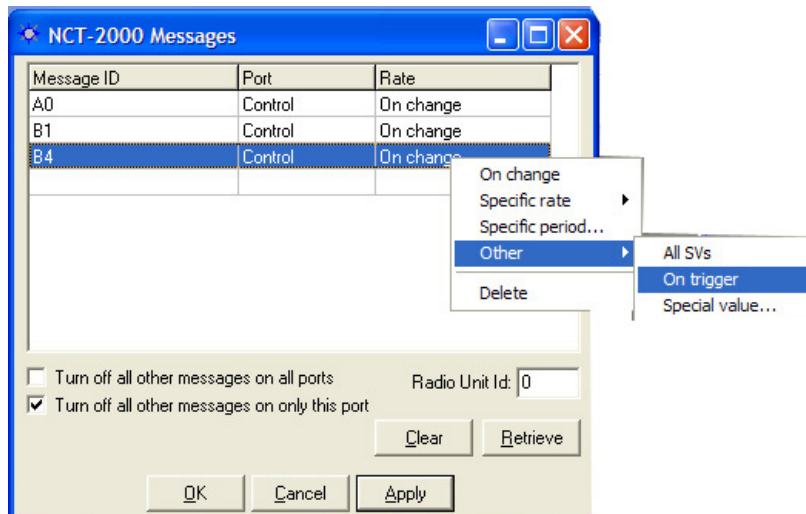 NCT-2000 Messages
Message ID Port Rate
A0 Control On change
B1 Control On change
B4 Control On change
On change
Specific rate
Specific period...
Other
Delete
All SVs
On trigger
Special value...
Turn off all other messages on all ports
Radio Unit Id: 0
Turn off all other messages on only this port
Clear Retrieve
OK Cancel Apply